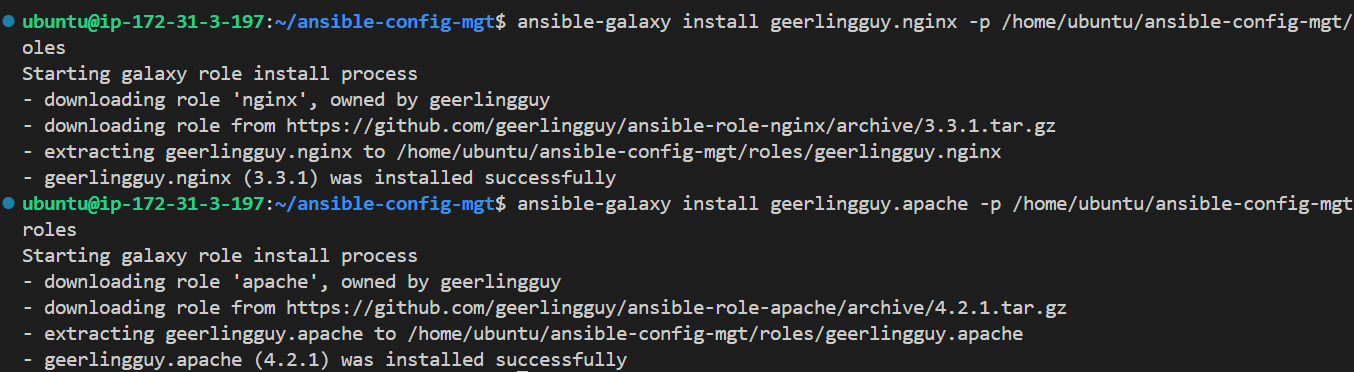 ubuntu@ip-172-31-3-197:~/ansible-config-mgt$ ansible-galaxy install geerlingguy.nginx -p /home/ubuntu/ansible-config-mgt/
oles
Starting galaxy role install process
- downloading role 'nginx', owned by geerlingguy
- downloading role from https://github.com/geerlingguy/ansible-role-nginx/archive/3.3.1.tar.gz
- extracting geerlingguy.nginx to /home/ubuntu/ansible-config-mgt/roles/geerlingguy.nginx
- geerlingguy.nginx (3.3.1) was installed successfully
ubuntu@ip-172-31-3-197:~/ansible-config-mgt$ ansible-galaxy install geerlingguy.apache -p /home/ubuntu/ansible-config-mgt
roles
Starting galaxy role install process
- downloading role 'apache', owned by geerlingguy
- downloading role from https://github.com/geerlingguy/ansible-role-apache/archive/4.2.1.tar.gz
- extracting geerlingguy.apache to /home/ubuntu/ansible-config-mgt/roles/geerlingguy.apache
- geerlingguy.apache (4.2.1) was installed successfully